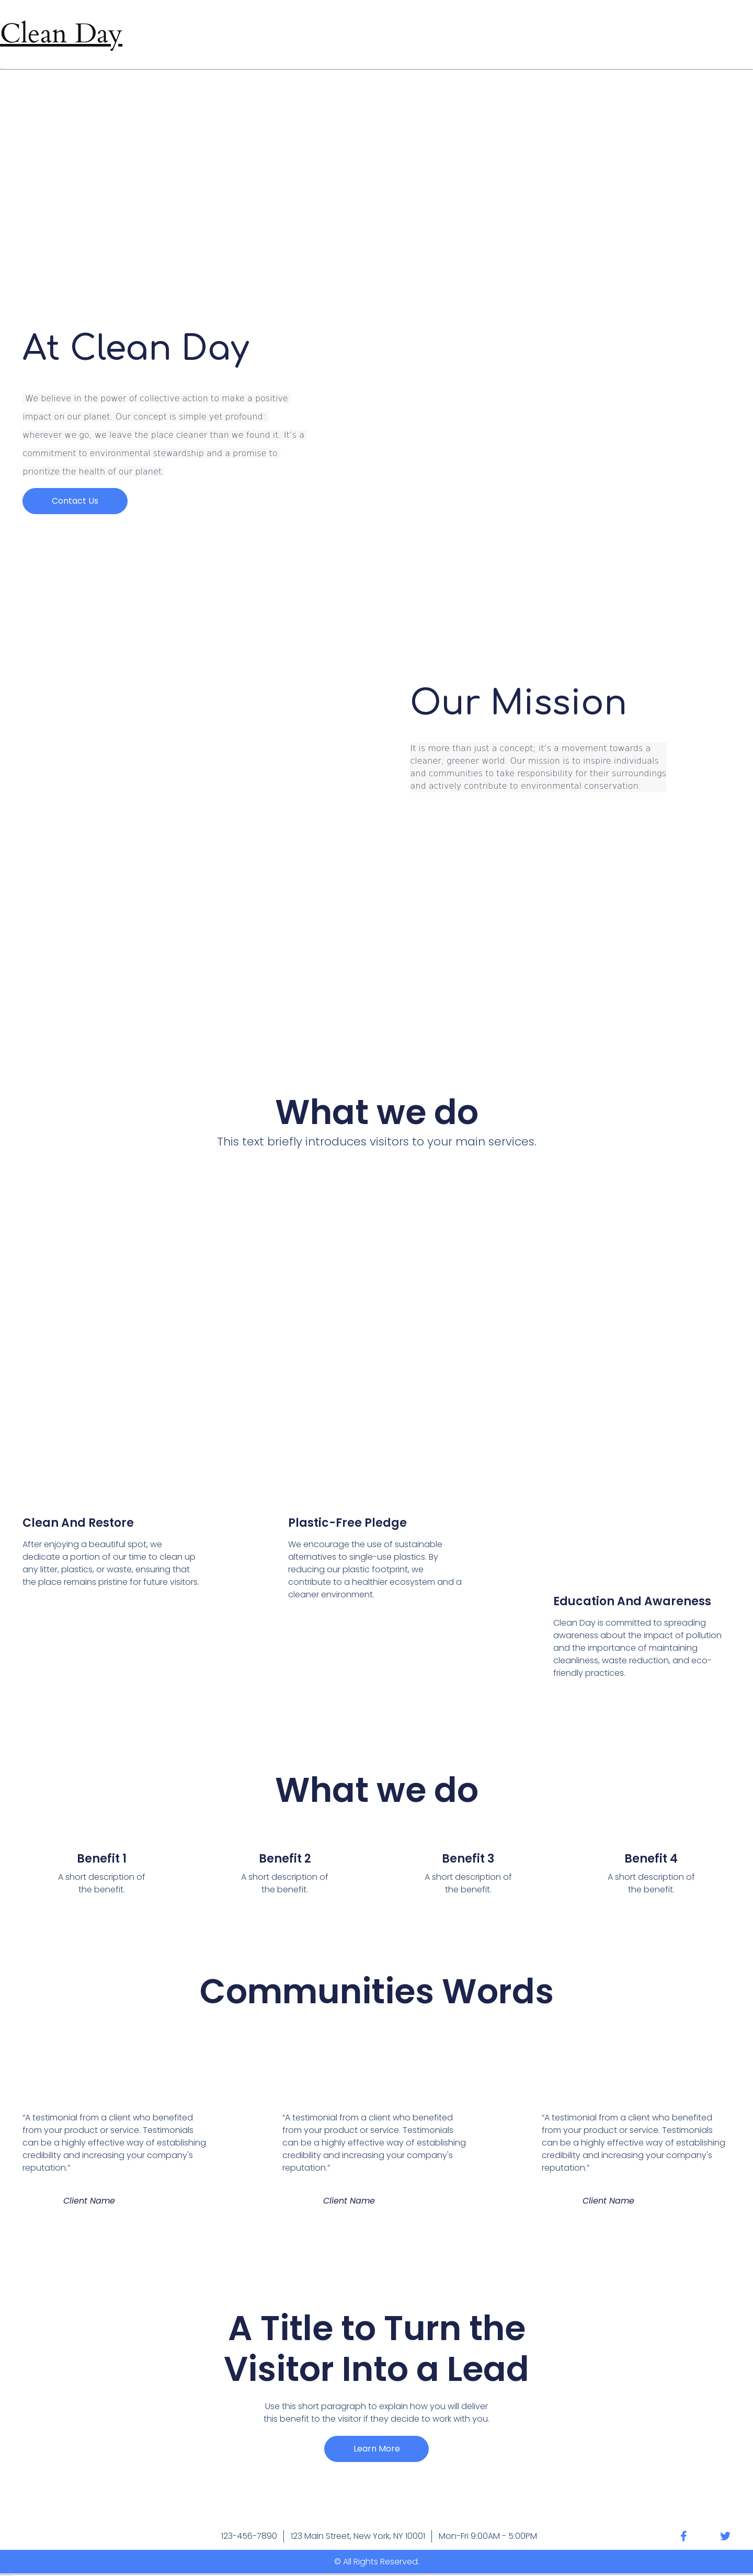 Clean Day
At Clean Day
We believe in the power of collective action to make a positive
impact on our planet. Our concept is simple yet profound:
wherever we go, we leave the place cleaner than we found it. It's a
commitment to environmental stewardship and a promise to
prioritize the health of our planet.
Contact Us
Our Mission
It is more than just a concept; it's a movement towards a
cleaner, greener world. Our mission is to inspire individuals
and communities to take responsibility for their surroundings
and actively contribute to environmental conservation.
What we do
This text briefly introduces visitors to your main services.
Clean And Restore
After enjoying a beautiful spot, we
dedicate a portion of our time to clean up
any litter, plastics, or waste, ensuring that
the place remains pristine for future visitors.
Plastic-Free Pledge
We encourage the use of sustainable
alternatives to single-use plastics. By
reducing our plastic footprint, we
contribute to a healthier ecosystem and a
cleaner environment.
Education And Awareness
Clean Day is committed to spreading
awareness about the impact of pollution
and the importance of maintaining
cleanliness, waste reduction, and eco-
friendly practices.
What we do
Benefit 1
A short description of
the benefit.
Benefit 2
A short description of
the benefit.
Benefit 3
A short description of
the benefit.
Benefit 4
A short description of
the benefit.
Communities Words
“A testimonial from a client who benefited
from your product or service. Testimonials
can be a highly effective way of establishing
credibility and increasing your company's
reputation.”
Client Name
“A testimonial from a client who benefited
from your product or service. Testimonials
can be a highly effective way of establishing
credibility and increasing your company's
reputation.”
Client Name
“A testimonial from a client who benefited
from your product or service. Testimonials
can be a highly effective way of establishing
credibility and increasing your company's
reputation.”
Client Name
A Title to Turn the
Visitor Into a Lead
Use this short paragraph to explain how you will deliver
this benefit to the visitor if they decide to work with you.
Learn More
123-456-7890
123 Main Street, New York, NY 10001
Mon-Fri 9:00AM - 5:00PM
© All Rights Reserved.